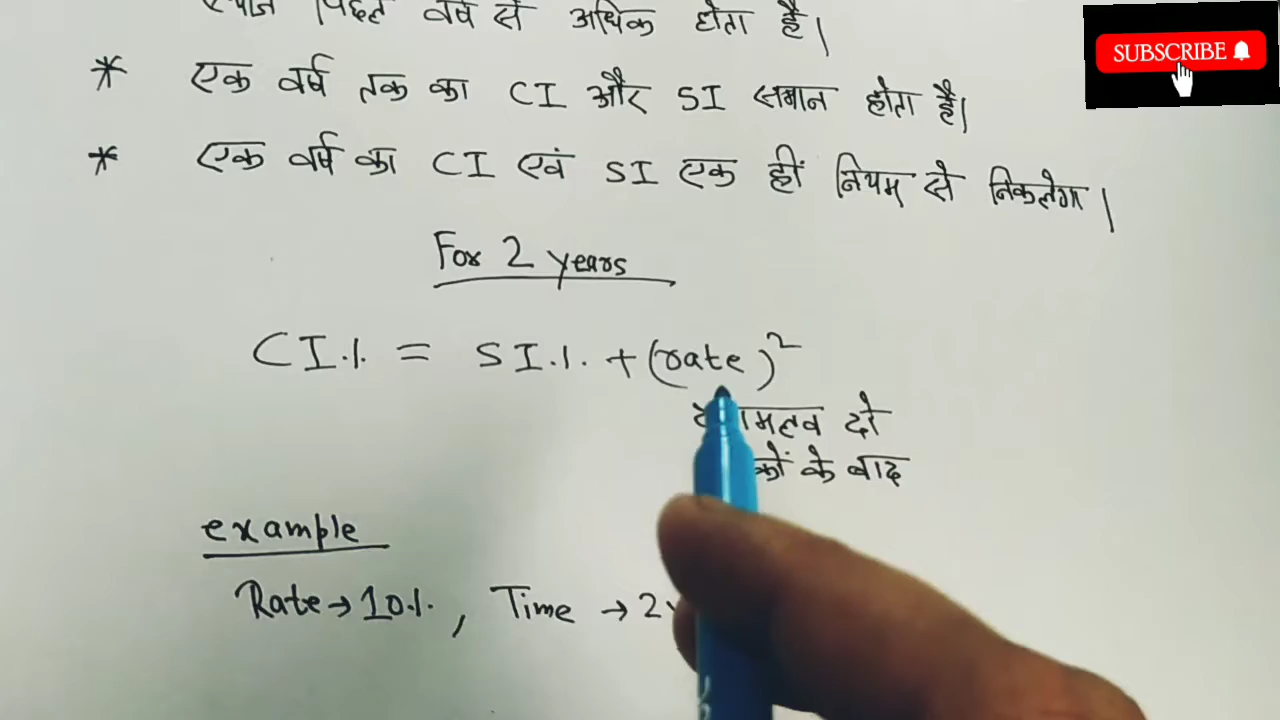 वर्ष से अधिक होता है।
* एक वर्ष तक का CI और SI समान होता है।
* एक वर्ष का CI एवं SI एक हीं नियम से निकलेगा।
For 2 years
CI.%. = SI.%. + (rate)²
दो
के बाद
example
Rate → 10%, Time → 2
SUBSCRIBE